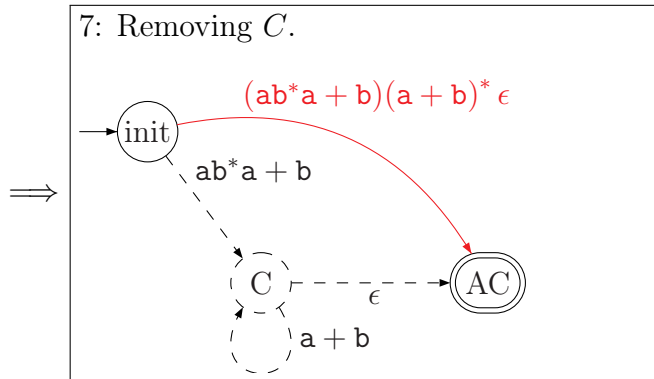 7: Removing C.
(ab*a + b)(a + b)* ϵ
init
ab*a + b
⟹
C
ϵ
AC
a + b